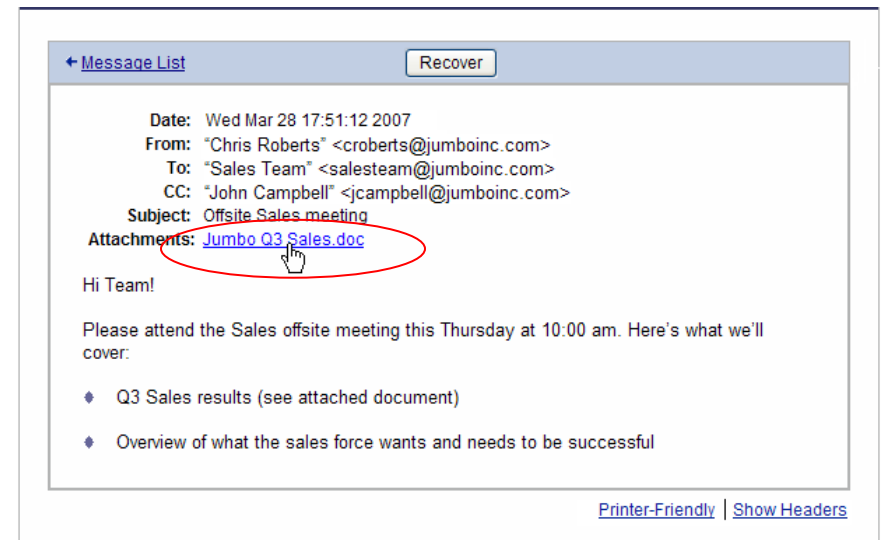 Message List
Recover
Date: Wed Mar 28 17:51:12 2007
From: "Chris Roberts" <croberts@jumboinc.com>
To: "Sales Team" <salesteam@jumboinc.com>
CC: "John Campbell" <jcampbell@jumboinc.com>
Subject: Offsite Sales meeting
Attachments: Jumbo Q3 Sales.doc
Hi Team!
Please attend the Sales offsite meeting this Thursday at 10:00 am. Here's what we'll
cover:
Q3 Sales results (see attached document)
Overview of what the sales force wants and needs to be successful
Printer-Friendly | Show Headers